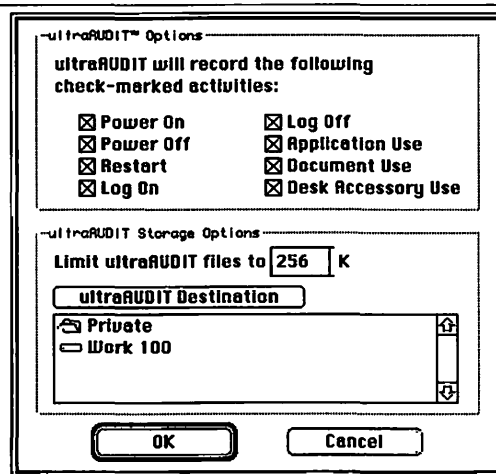 ultraAUDIT™ Options
ultraAUDIT will record the following
check-marked activities:
Power On
Power Off
Restart
Log On
Log Off
Application Use
Document Use
Desk Accessory Use
ultraAUDIT Storage Options
Limit ultraAUDIT files to 256 K
ultraAUDIT Destination
Private
Work 100
OK Cancel